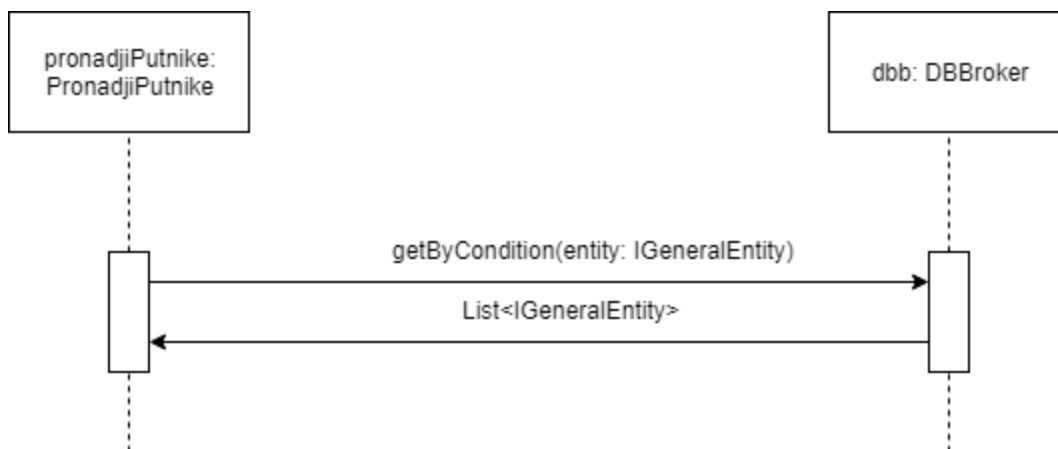 pronadjiPutnike:
PronadjiPutnike
dbb: DBBroker
getByCondition(entity: IGeneralEntity)
List<IGeneralEntity>